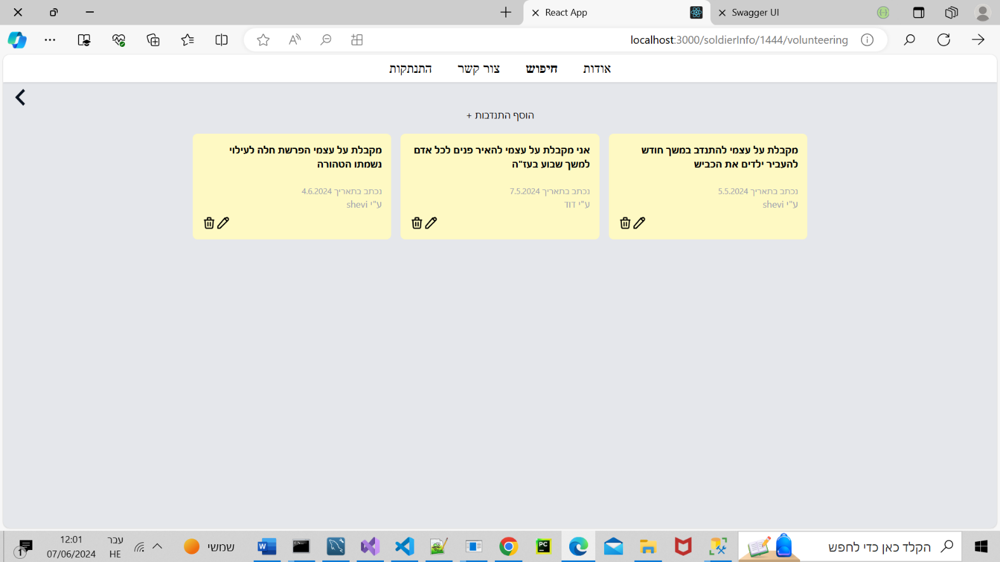 React App
Swagger UI
localhost:3000/soldierInfo/1444/volunteering
אודות
חיפוש
צור קשר
התנתקות
הוסף התנדבות +
מקבלת על עצמי להתנדב במשך חודש
להעביר ילדים את הכביש
נכתב בתאריך 5.5.2024
ע"י shevi
אני מקבלת על עצמי להאיר פנים לכל אדם
למשך שבוע בעז"ה
נכתב בתאריך 7.5.2024
ע"י דוד
מקבלת על עצמי הפרשת חלה לעילוי
נשמתו הטהורה
נכתב בתאריך 4.6.2024
ע"י shevi
הקלד כאן כדי לחפש
PC
שמשי
עבר
HE
12:01
07/06/2024
1